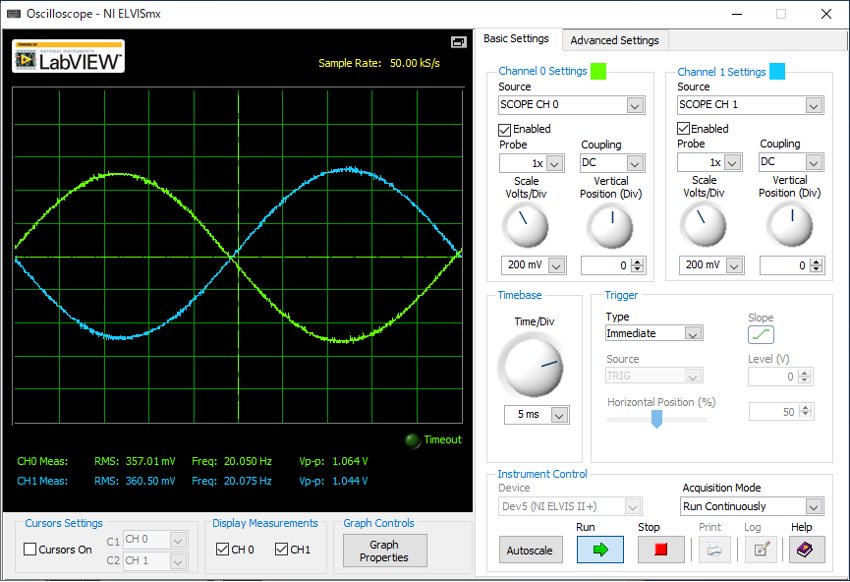 Oscilloscope - NI ELVISmx
POWERED BY
NATIONAL INSTRUMENTS
LabVIEW™
Sample Rate: 50.00 kS/s
Timeout
CH0 Meas: RMS: 357.01 mV Freq: 20.050 Hz Vp-p: 1.064 V
CH1 Meas: RMS: 360.50 mV Freq: 20.075 Hz Vp-p: 1.044 V
Cursors Settings
Cursors On
C1 CH 0
C2 CH 1
Display Measurements
CH 0 CH1
Graph Controls
Graph
Properties
Basic Settings Advanced Settings
Channel 0 Settings
Source
SCOPE CH 0
Enabled
Probe Coupling
1x DC
Scale Vertical
Volts/Div Position (Div)
200 mV 0
Channel 1 Settings
Source
SCOPE CH 1
Enabled
Probe Coupling
1x DC
Scale Vertical
Volts/Div Position (Div)
200 mV 0
Timebase
Time/Div
5 ms
Trigger
Type Slope
Immediate
Source Level (V)
TRIG 0
Horizontal Position (%)
50
Instrument Control
Device Acquisition Mode
Dev5 (NI ELVIS II+) Run Continuously
Run Stop Print Log Help
Autoscale